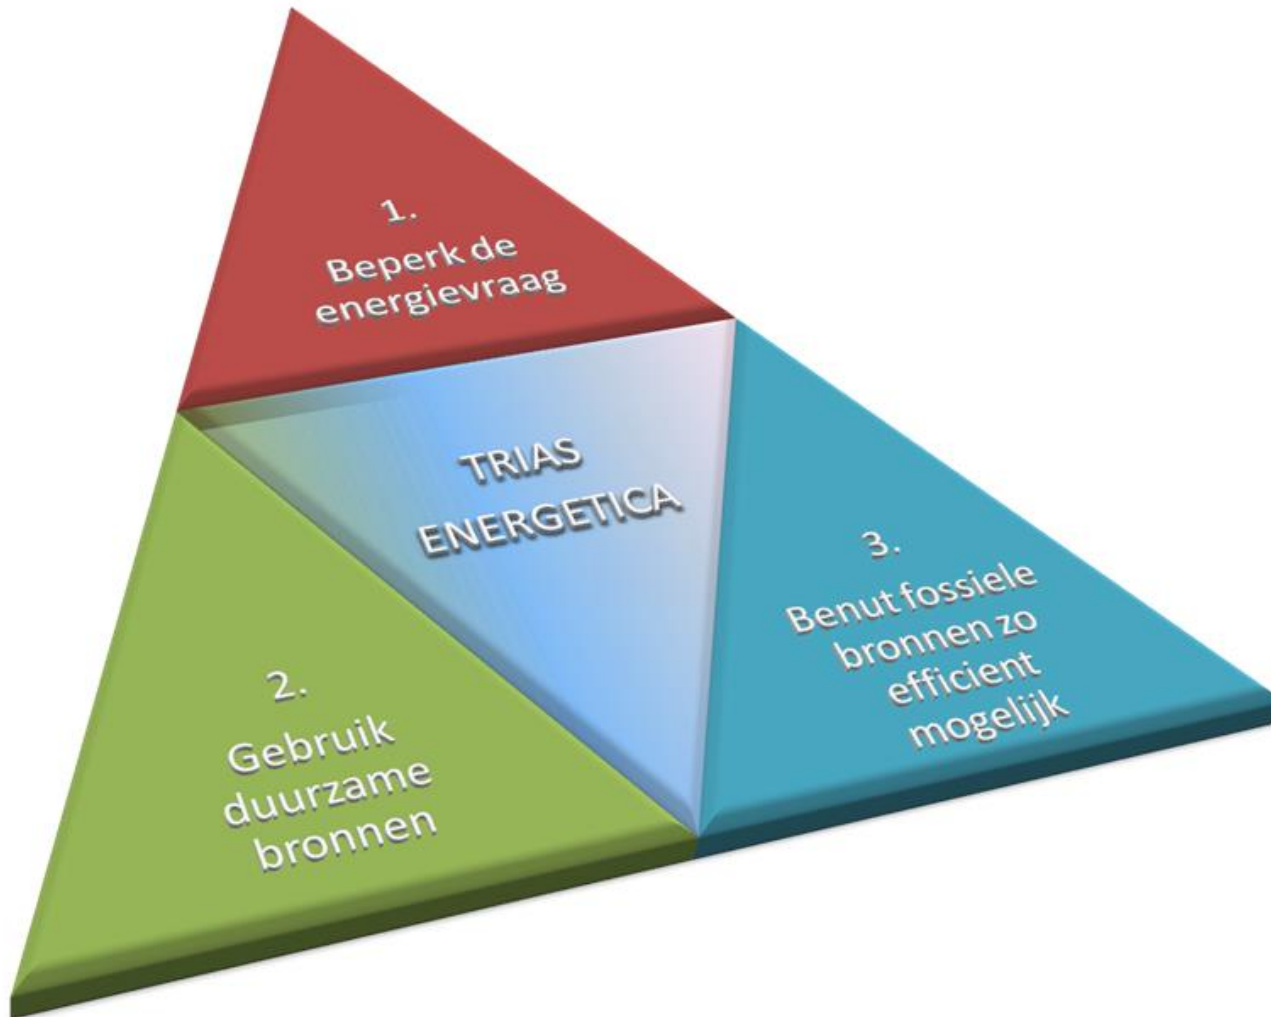 1.
Beperk de
energievraag
TRIAS
ENERGETICA
2.
Gebruik
duurzame
bronnen
3.
Benut fossiele
bronnen zo
efficient
mogelijk